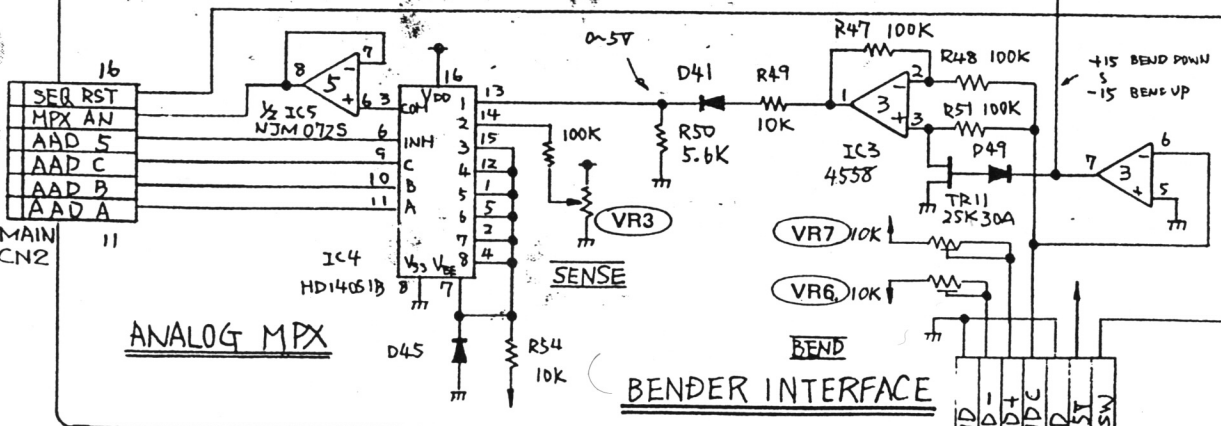 16
SEQ RST
MPX AN
AAD S
AAD C
AAD B
AAD A
MAIN
CN2
11
8
7
5
-
+
6
3
½ IC5
NJM072S
6
9
10
11
16
COM
VDD
INH
C
B
A
VSS
VBE
8
7
1
2
3
4
5
6
7
8
13
14
15
12
1
5
2
4
IC4
HD14051B
ANALOG MPX
D45
R54
10K
100K
VR3
SENSE
0~5V
D41
R49
10K
R50
5.6K
R47 100K
R48 100K
R51 100K
1
2
3
3
-
+
IC3
4558
D49
TR11
2SK30A
+15 BEND DOWN
S
-15 BEND UP
7
6
5
3
-
+
VR7 10K
VR6 10K
BEND
BENDER INTERFACE
D-
D+
D
ST
SW